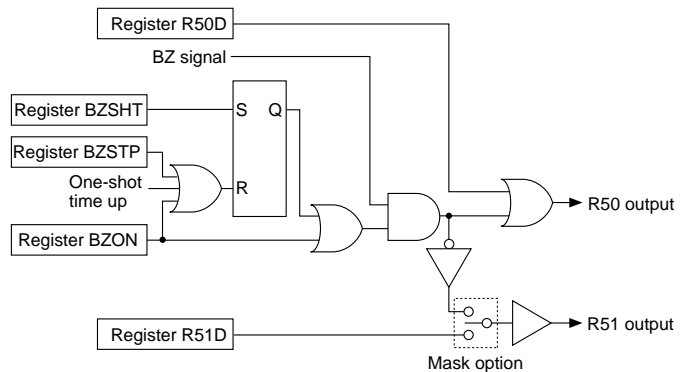 Register R50D
BZ signal
Register BZSHT
S
Q
Register BZSTP
One-shot
time up
R
R50 output
Register BZON
Register R51D
R51 output
Mask option